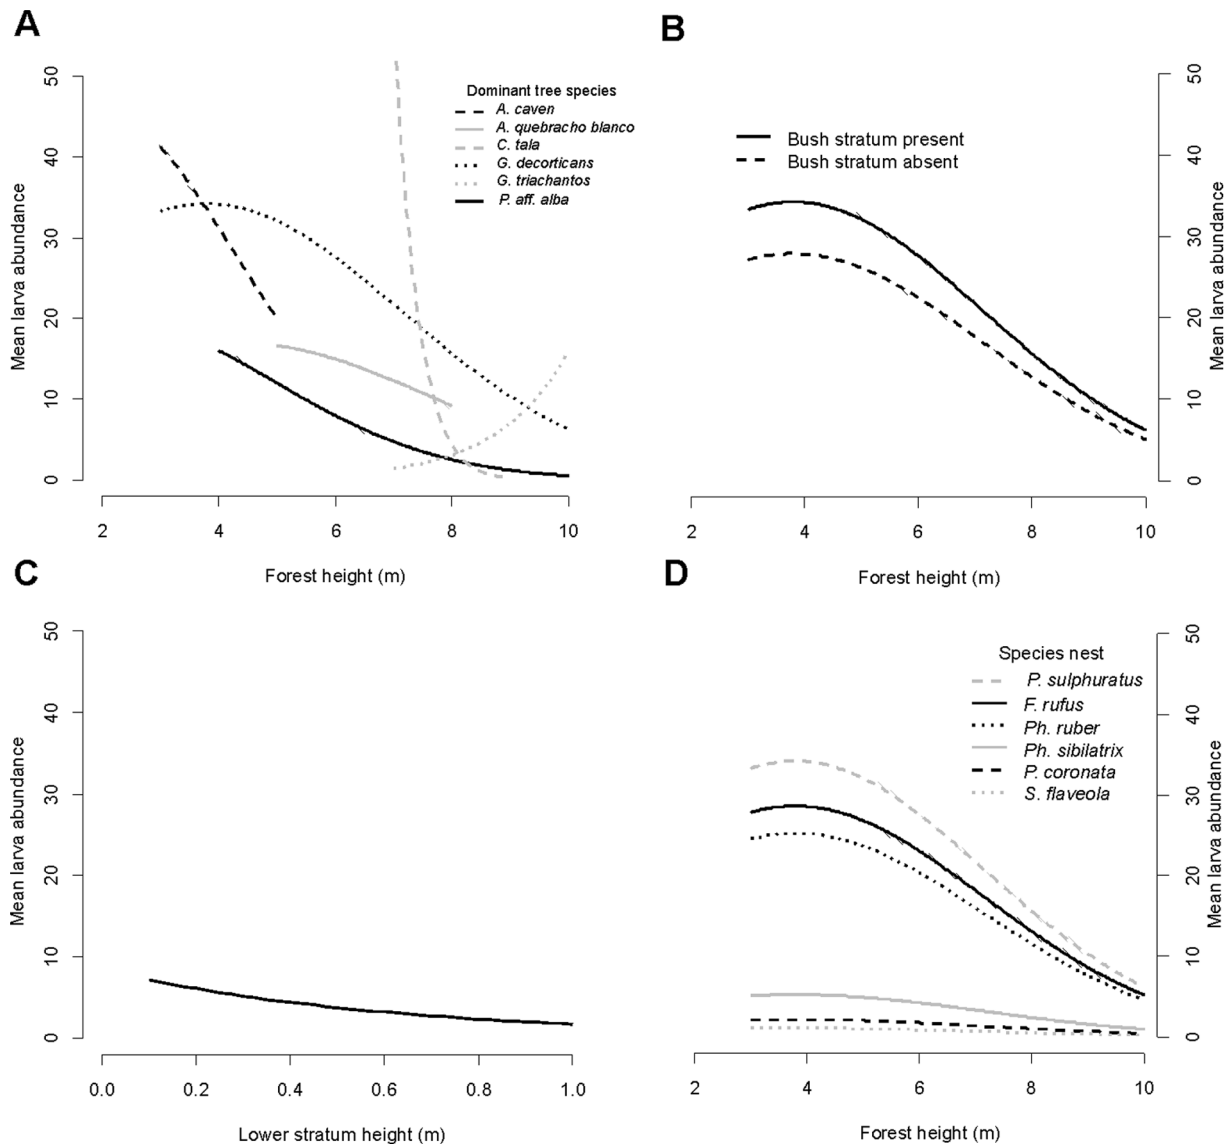 A
Mean larva abundance
50
40
30
20
10
0
Dominant tree species
A. caven
A. quebracho blanco
C. tala
G. decorticans
G. triachantos
P. aff. alba
2 4 6 8 10
Forest height (m)
B
Bush stratum present
Bush stratum absent
50
40
30
20
10
0
Mean larva abundance
2 4 6 8 10
Forest height (m)
C
Mean larva abundance
50
40
30
20
10
0
0.0 0.2 0.4 0.6 0.8 1.0
Lower stratum height (m)
D
Species nest
P. sulphuratus
F. rufus
Ph. ruber
Ph. sibilatrix
P. coronata
S. flaveola
50
40
30
20
10
0
Mean larva abundance
2 4 6 8 10
Forest height (m)